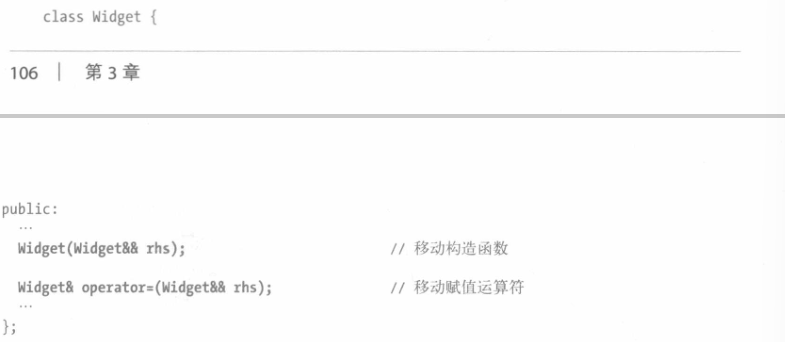 class Widget {
106 | 第 3 章
public:
...
Widget(Widget&& rhs); // 移动构造函数
Widget& operator=(Widget&& rhs); // 移动赋值运算符
...
};